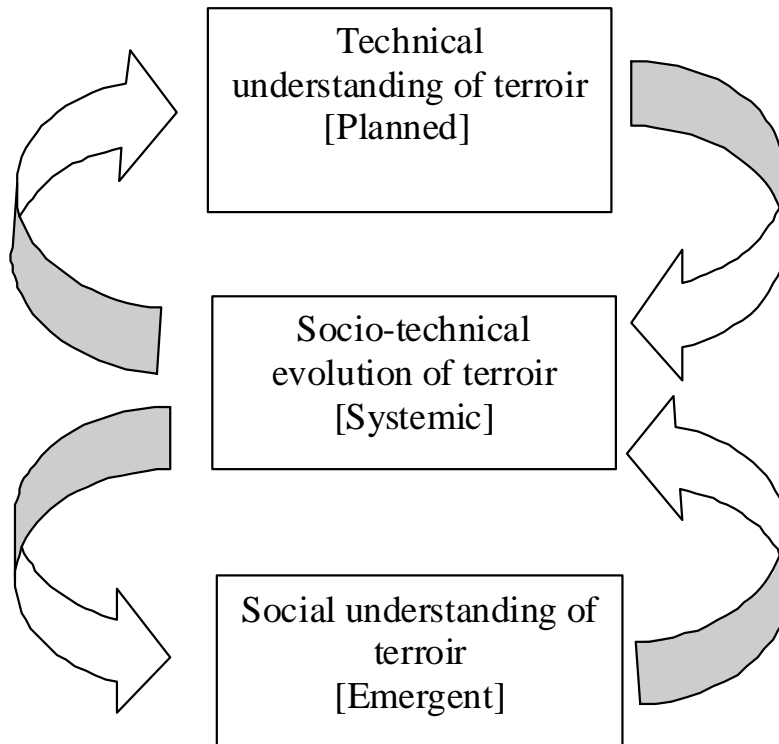 Technical
understanding of terroir
[Planned]
Socio-technical
evolution of terroir
[Systemic]
Social understanding of
terroir
[Emergent]